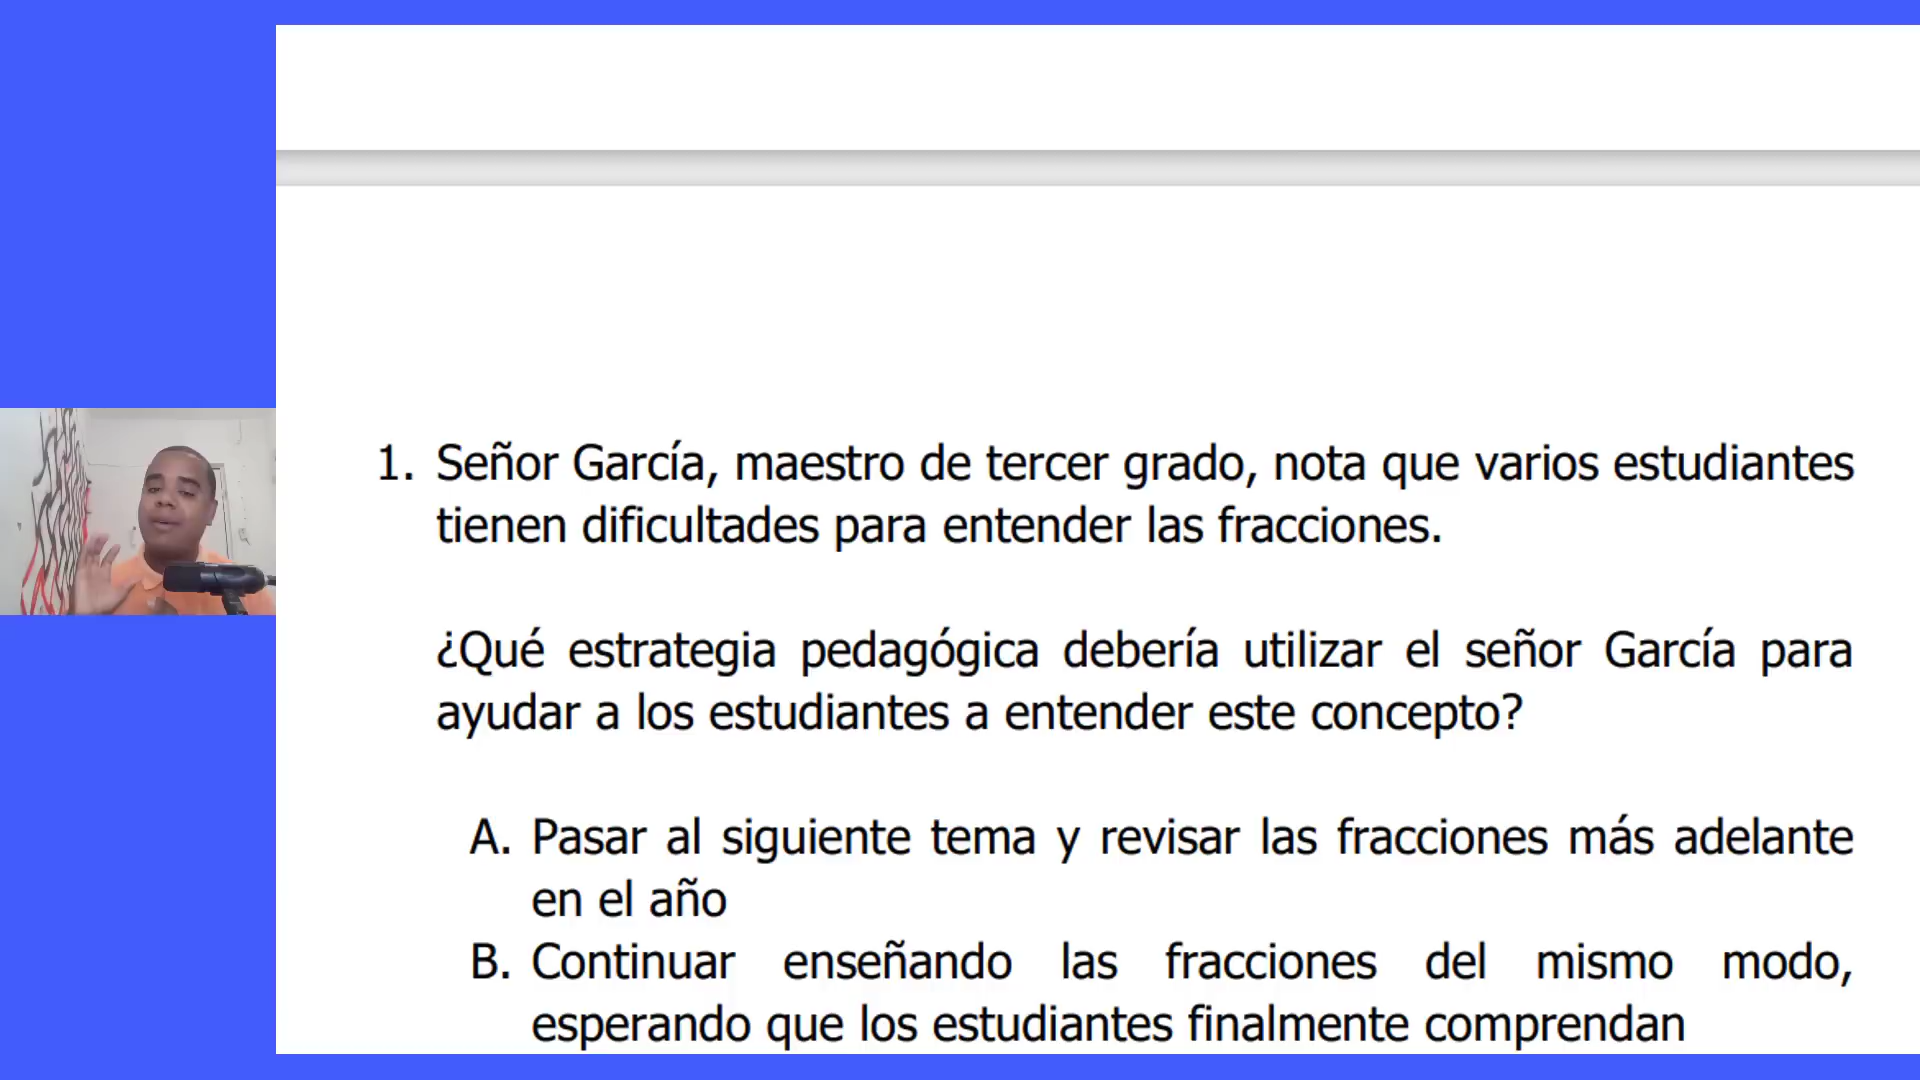 1. Señor García, maestro de tercer grado, nota que varios estudiantes
tienen dificultades para entender las fracciones.
¿Qué estrategia pedagógica debería utilizar el señor García para
ayudar a los estudiantes a entender este concepto?
A. Pasar al siguiente tema y revisar las fracciones más adelante
en el año
B. Continuar enseñando las fracciones del mismo modo,
esperando que los estudiantes finalmente comprendan